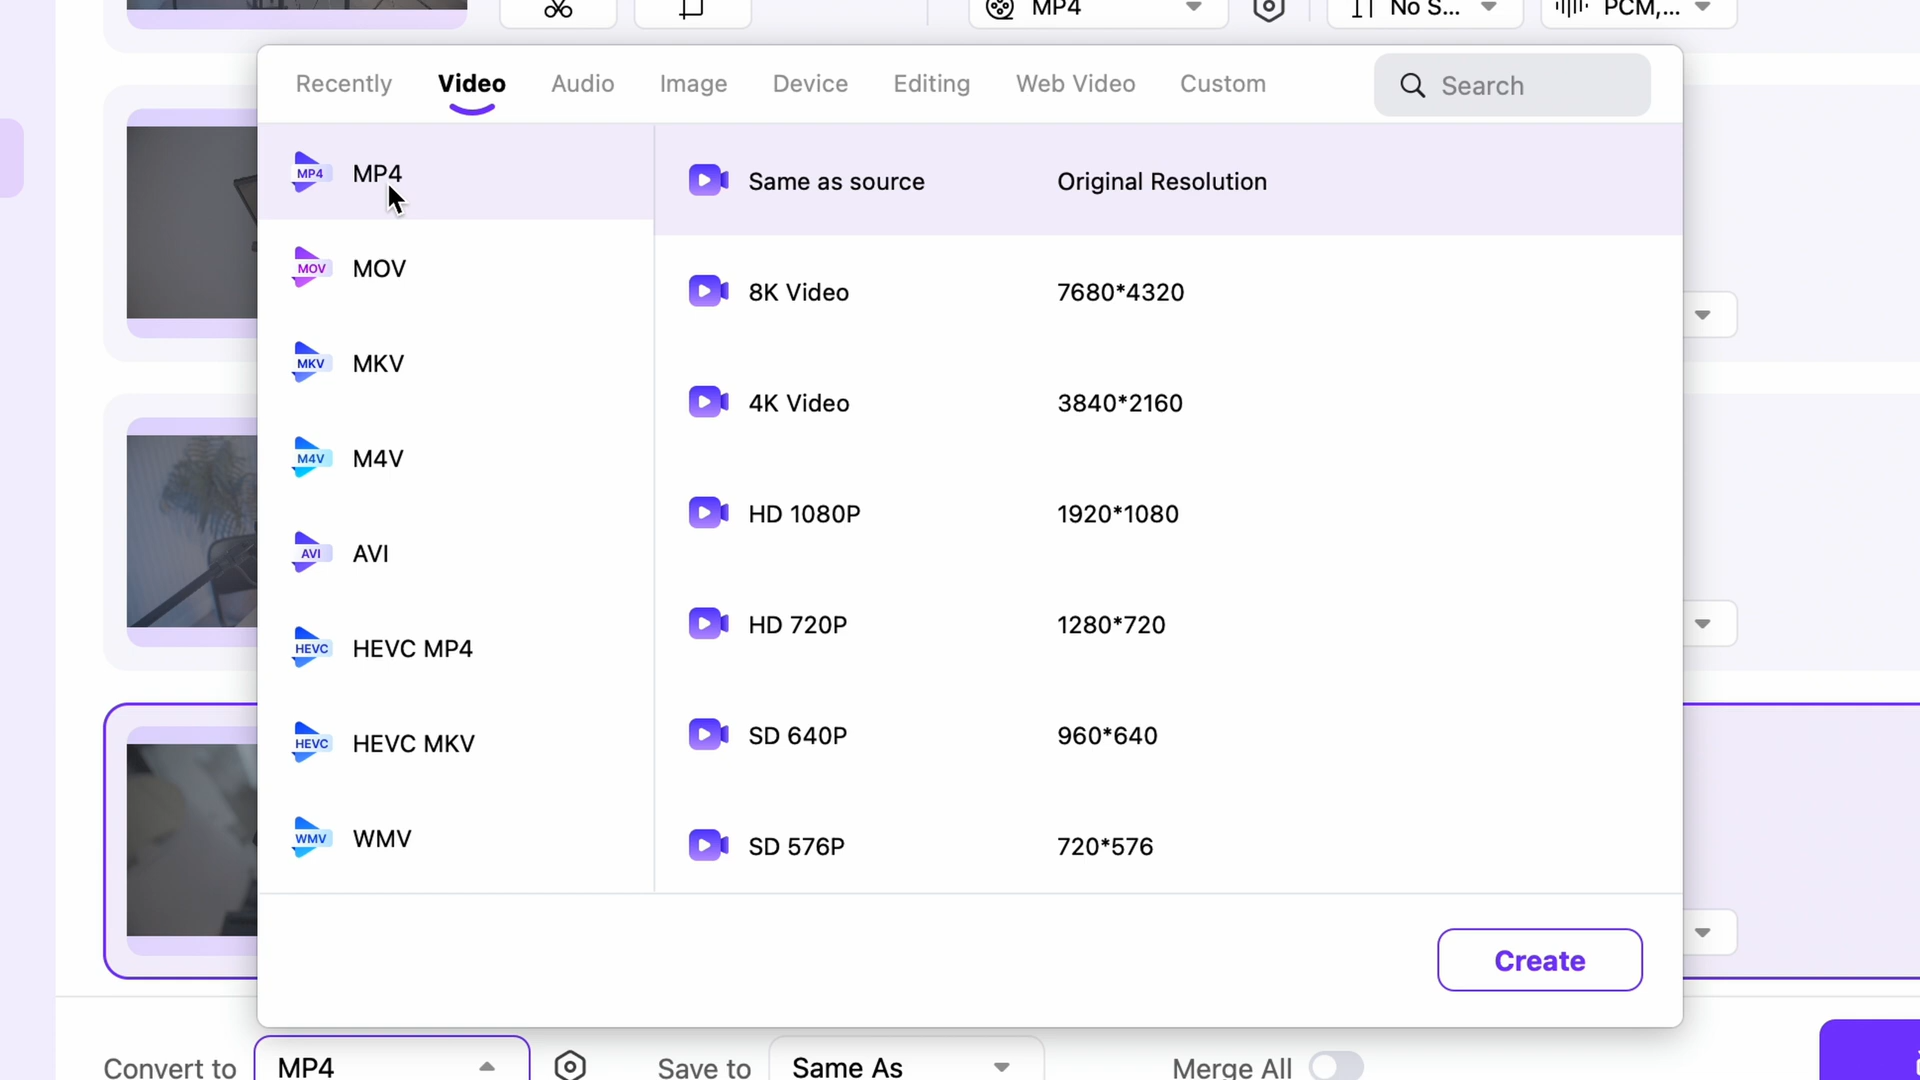 MP4 No S... PCM,...
Recently Video Audio Image Device Editing Web Video Custom Search
MP4 MP4
MOV MOV
MKV MKV
M4V M4V
AVI AVI
HEVC HEVC MP4
HEVC HEVC MKV
WMV WMV
Same as source Original Resolution
8K Video 7680*4320
4K Video 3840*2160
HD 1080P 1920*1080
HD 720P 1280*720
SD 640P 960*640
SD 576P 720*576
Create
Convert to MP4 Save to Same As Merge All